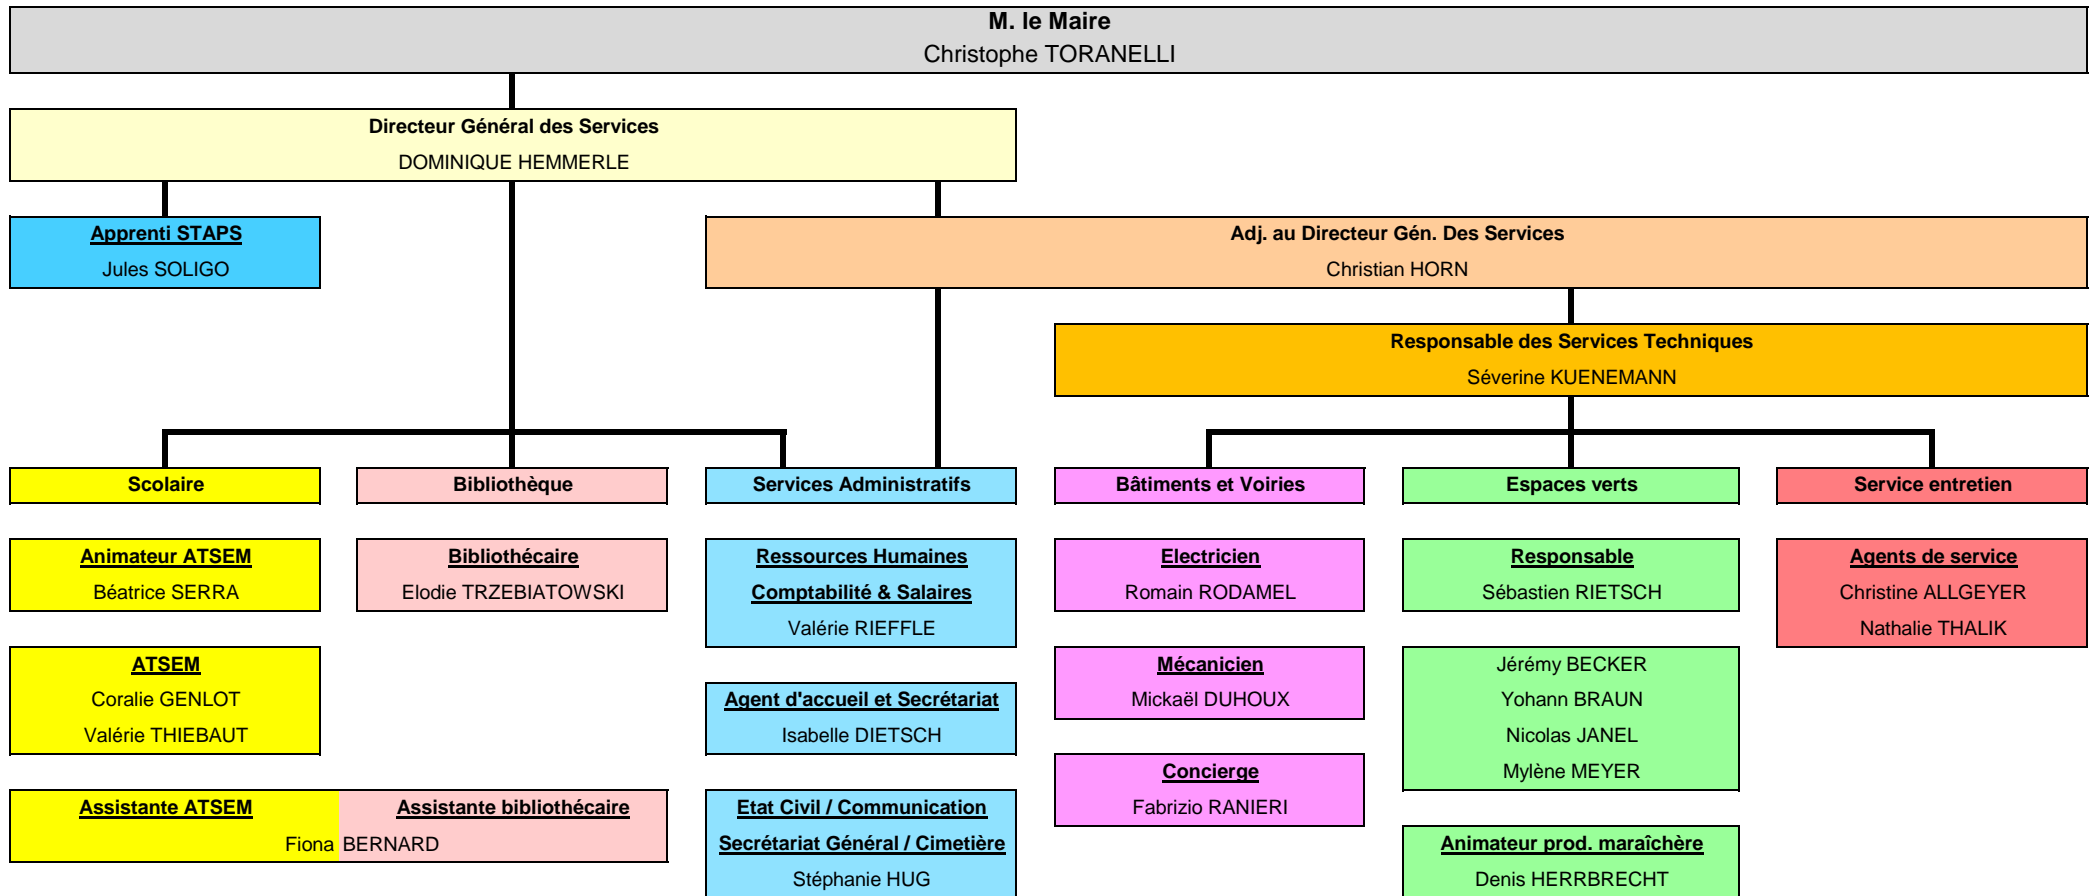 M. le Maire
Christophe TORANELLI
Directeur Général des Services
DOMINIQUE HEMMERLE
Apprenti STAPS
Jules SOLIGO
Adj. au Directeur Gén. Des Services
Christian HORN
Responsable des Services Techniques
Séverine KUENEMANN
Scolaire
Animateur ATSEM
Béatrice SERRA
ATSEM
Coralie GENLOT
Valérie THIEBAUT
Bibliothèque
Bibliothécaire
Elodie TRZEBIATOWSKI
Assistante ATSEM
Assistante bibliothécaire
Fiona BERNARD
Services Administratifs
Ressources Humaines
Comptabilité & Salaires
Valérie RIEFFLE
Agent d'accueil et Secrétariat
Isabelle DIETSCH
Etat Civil / Communication
Secrétariat Général / Cimetière
Stéphanie HUG
Bâtiments et Voiries
Electricien
Romain RODAMEL
Mécanicien
Mickaël DUHOUX
Concierge
Fabrizio RANIERI
Espaces verts
Responsable
Sébastien RIETSCH
Jérémy BECKER
Yohann BRAUN
Nicolas JANEL
Mylène MEYER
Animateur prod. maraîchère
Denis HERRBRECHT
Service entretien
Agents de service
Christine ALLGEYER
Nathalie THALIK